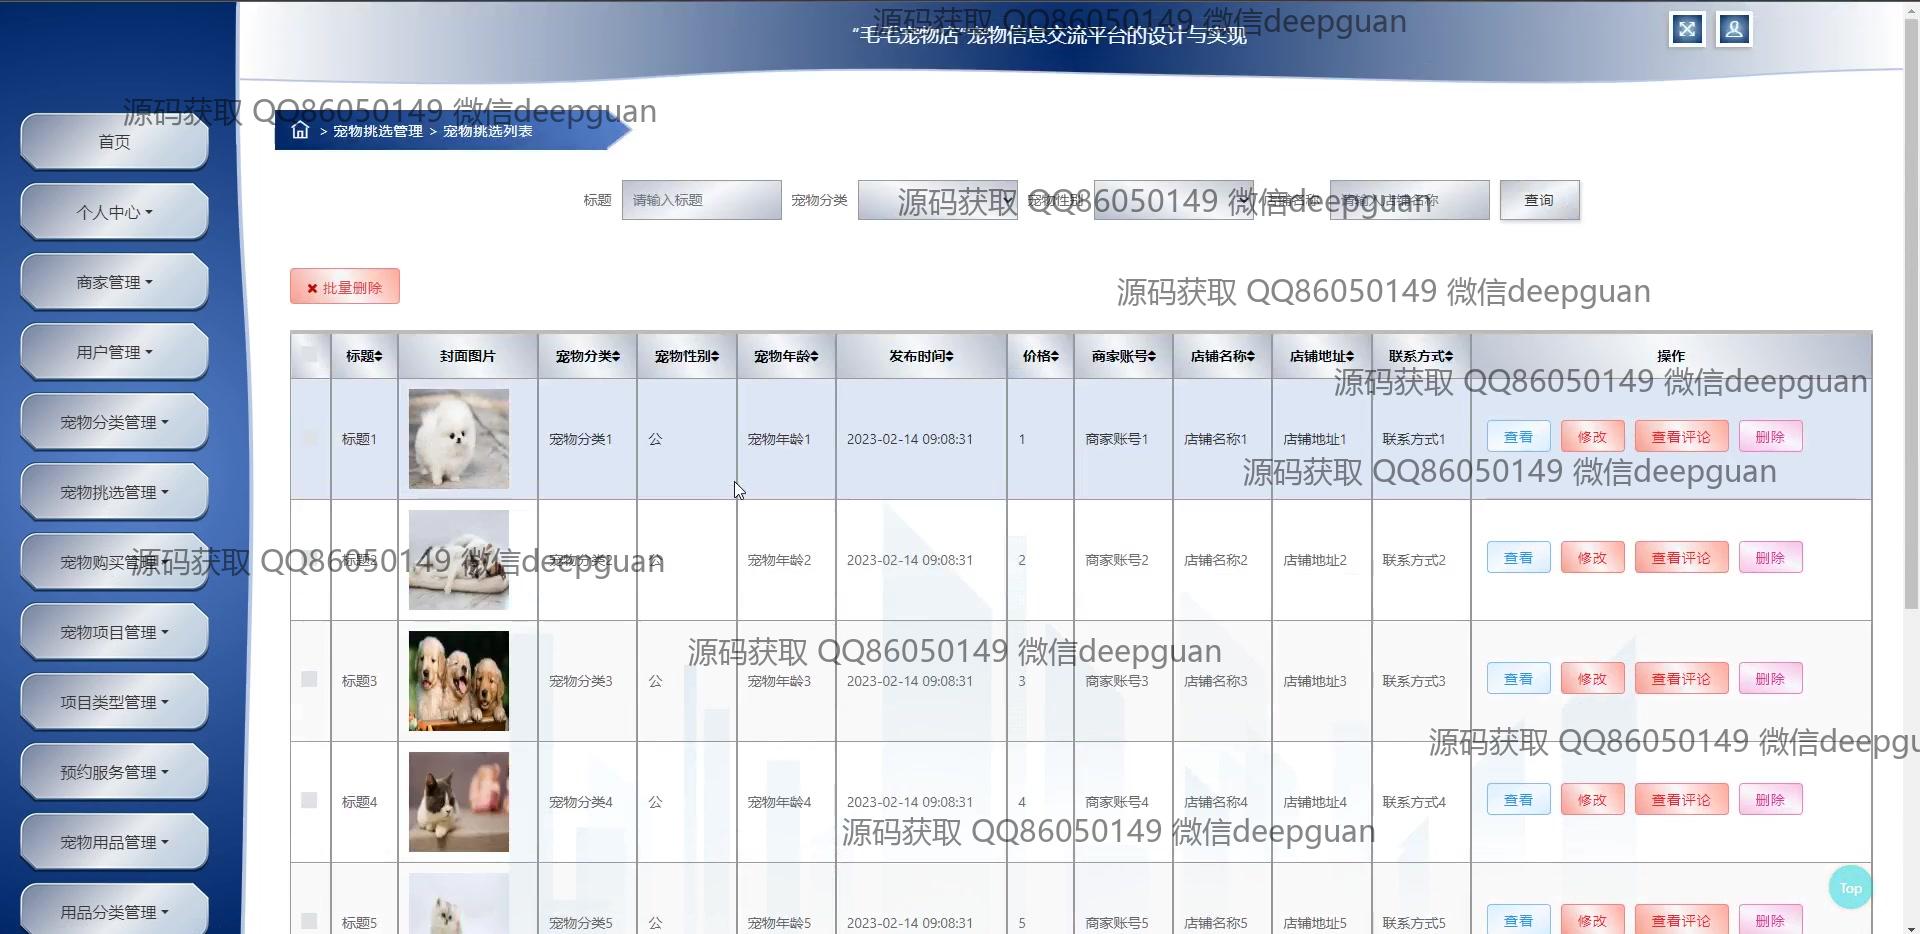 "毛毛宠物店"宠物信息交流平台的设计与实现
源码获取 QQ86050149 微信deepguan
源码获取 QQ86050149 微信deepguan
首页
个人中心
商家管理
用户管理
宠物分类管理
宠物挑选管理
宠物购买管理
宠物项目管理
项目类型管理
预约服务管理
宠物用品管理
用品分类管理
> 宠物挑选管理 > 宠物挑选列表
标题 请输入标题 宠物分类 宠物性别 店铺名称 请输入店铺名称 查询
源码获取 QQ86050149 微信deepguan
批量删除
源码获取 QQ86050149 微信deepguan
标题 封面图片 宠物分类 宠物性别 宠物年龄 发布时间 价格 商家账号 店铺名称 店铺地址 联系方式 操作
源码获取 QQ86050149 微信deepguan
标题1 宠物分类1 公 宠物年龄1 2023-02-14 09:08:31 1 商家账号1 店铺名称1 店铺地址1 联系方式1 查看 修改 查看评论 删除
源码获取 QQ86050149 微信deepguan
标题2 宠物分类2 公 宠物年龄2 2023-02-14 09:08:31 2 商家账号2 店铺名称2 店铺地址2 联系方式2 查看 修改 查看评论 删除
源码获取 QQ86050149 微信deepguan
源码获取 QQ86050149 微信deepguan
标题3 宠物分类3 公 宠物年龄3 2023-02-14 09:08:31 3 商家账号3 店铺名称3 店铺地址3 联系方式3 查看 修改 查看评论 删除
源码获取 QQ86050149 微信deepgu
标题4 宠物分类4 公 宠物年龄4 2023-02-14 09:08:31 4 商家账号4 店铺名称4 店铺地址4 联系方式4 查看 修改 查看评论 删除
源码获取 QQ86050149 微信deepguan
标题5 宠物分类5 公 宠物年龄5 2023-02-14 09:08:31 5 商家账号5 店铺名称5 店铺地址5 联系方式5 查看 修改 查看评论 删除
Top